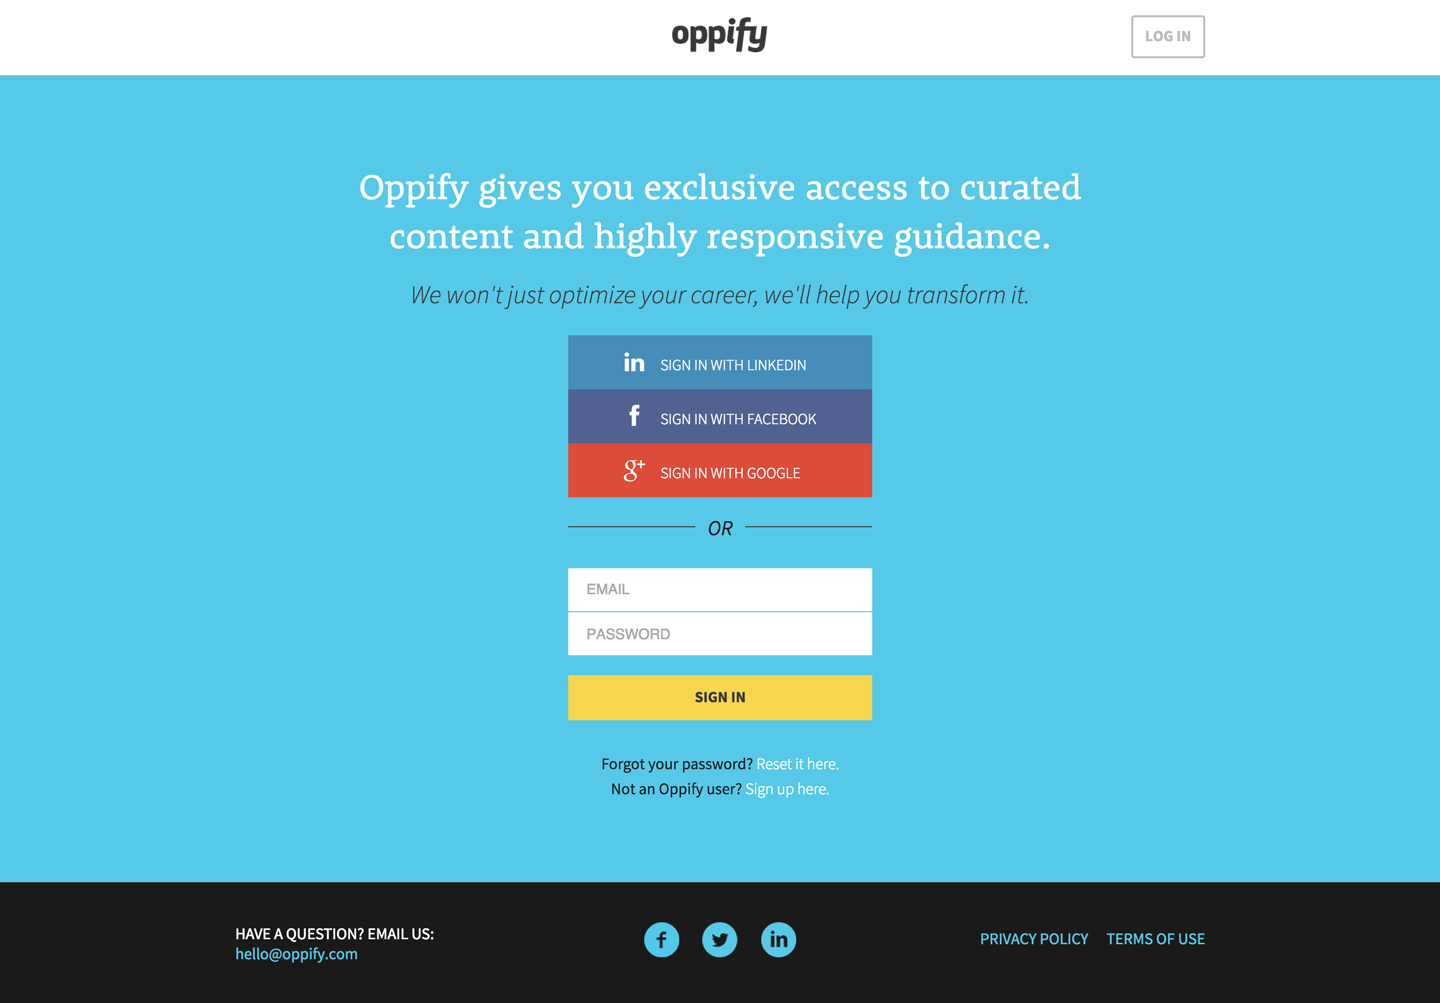 oppify
LOG IN
Oppify gives you exclusive access to curated
content and highly responsive guidance.
We won't just optimize your career, we'll help you transform it.
in SIGN IN WITH LINKEDIN
f SIGN IN WITH FACEBOOK
g+ SIGN IN WITH GOOGLE
OR
EMAIL
PASSWORD
SIGN IN
Forgot your password? Reset it here.
Not an Oppify user? Sign up here.
HAVE A QUESTION? EMAIL US:
hello@oppify.com
f in
PRIVACY POLICY TERMS OF USE